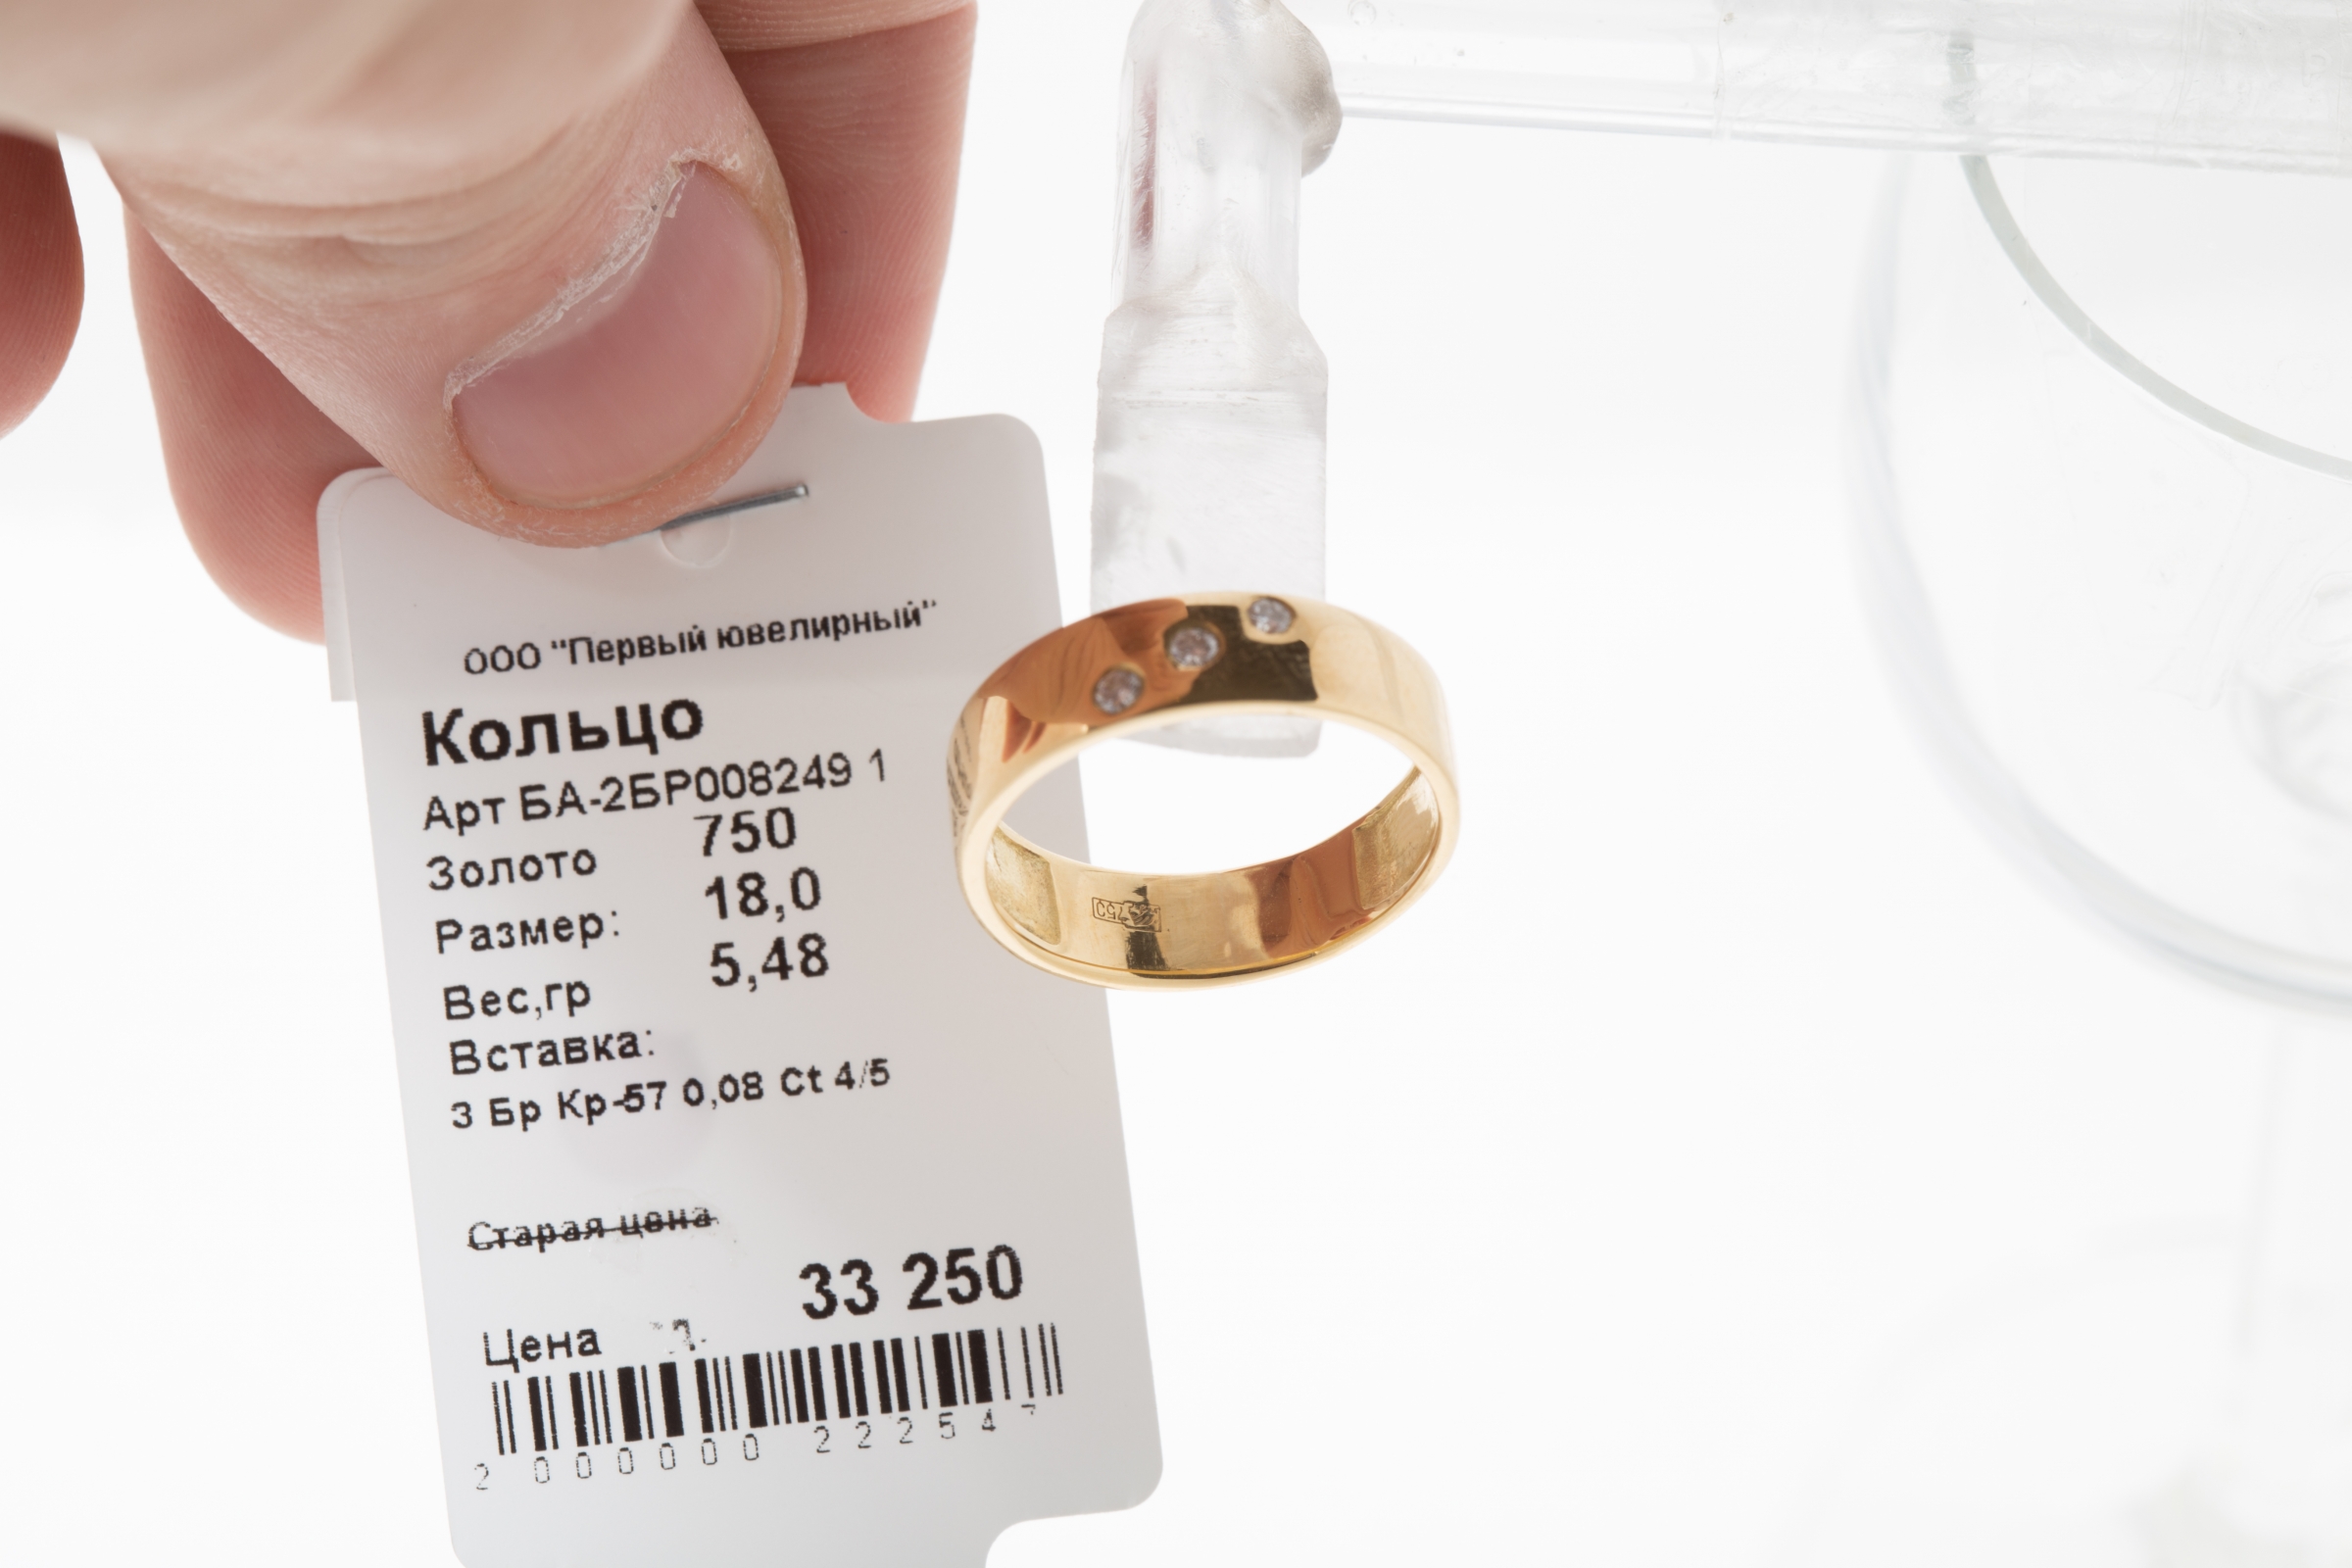 ООО "Первый ювелирный"
Кольцо
Арт БА-2БР008249 1
Золото 750
Размер: 18,0
Вес,гр 5,48
Вставка:
3 Бр Кр-57 0,08 Ct 4/5
Старая цена
33 250
Цена
2 000000 222547
750